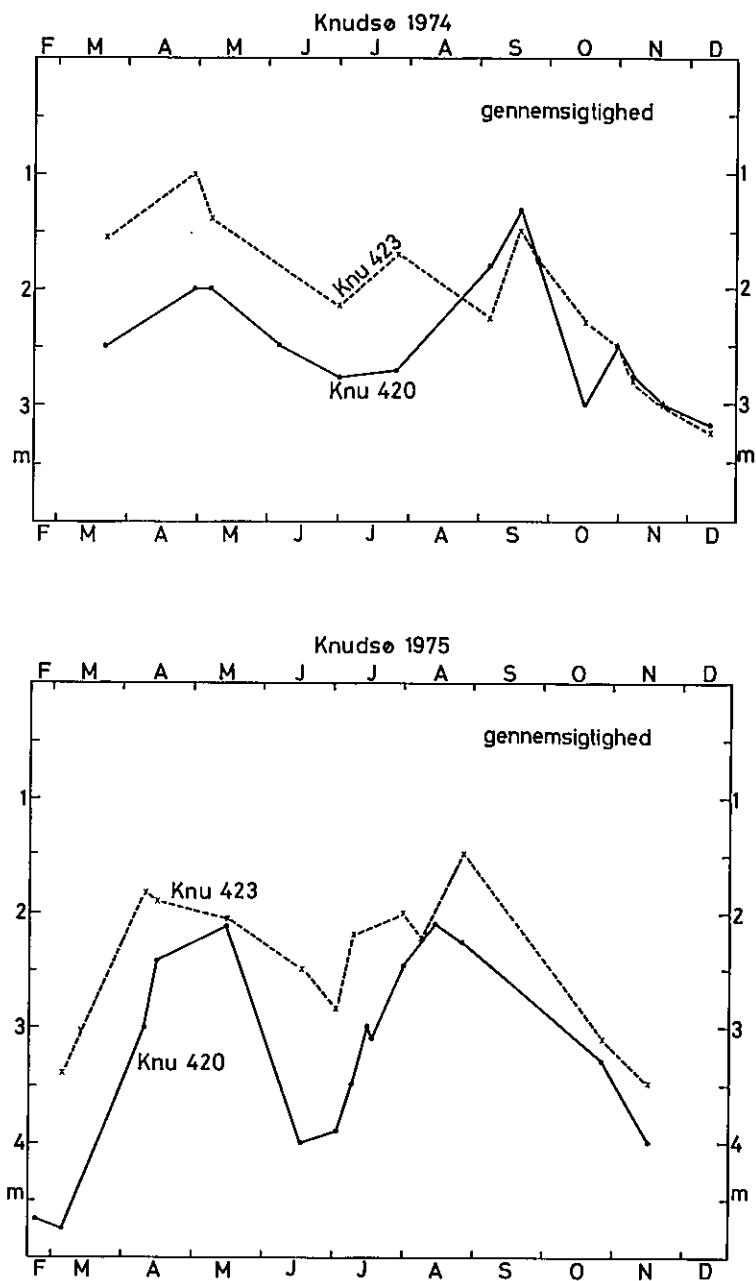 Knudsø 1974
F M A M J J A S O N D
gennemsigtighed
1 1
2 2
3 3
m m
Knu 423
Knu 420
F M A M J J A S O N D
Knudsø 1975
F M A M J J A S O N D
gennemsigtighed
1 1
2 2
3 3
4 4
m m
Knu 423
Knu 420
F M A M J J A S O N D